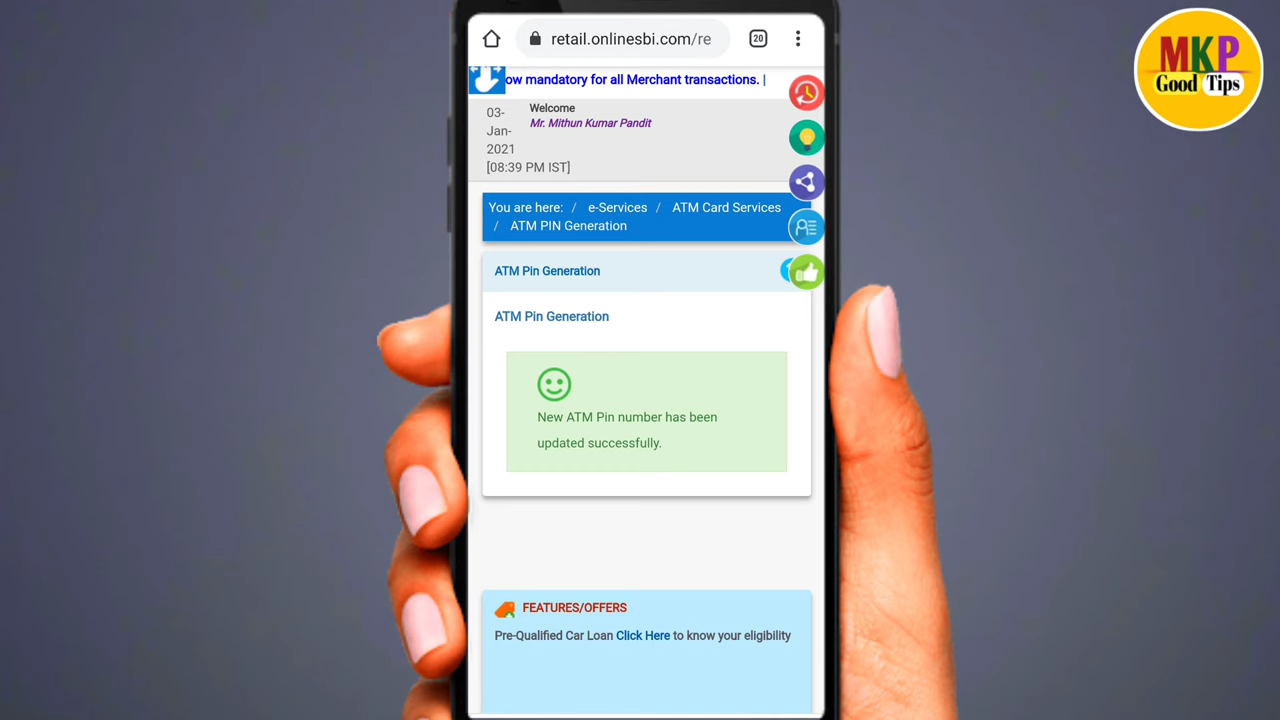 retail.onlinesbi.com/re
20
ow mandatory for all Merchant transactions. |
03-
Jan-
2021
[08:39 PM IST]
Welcome
Mr. Mithun Kumar Pandit
You are here: / e-Services / ATM Card Services
/ ATM PIN Generation
ATM Pin Generation
ATM Pin Generation
New ATM Pin number has been
updated successfully.
FEATURES/OFFERS
Pre-Qualified Car Loan Click Here to know your eligibility
MKP
Good Tips